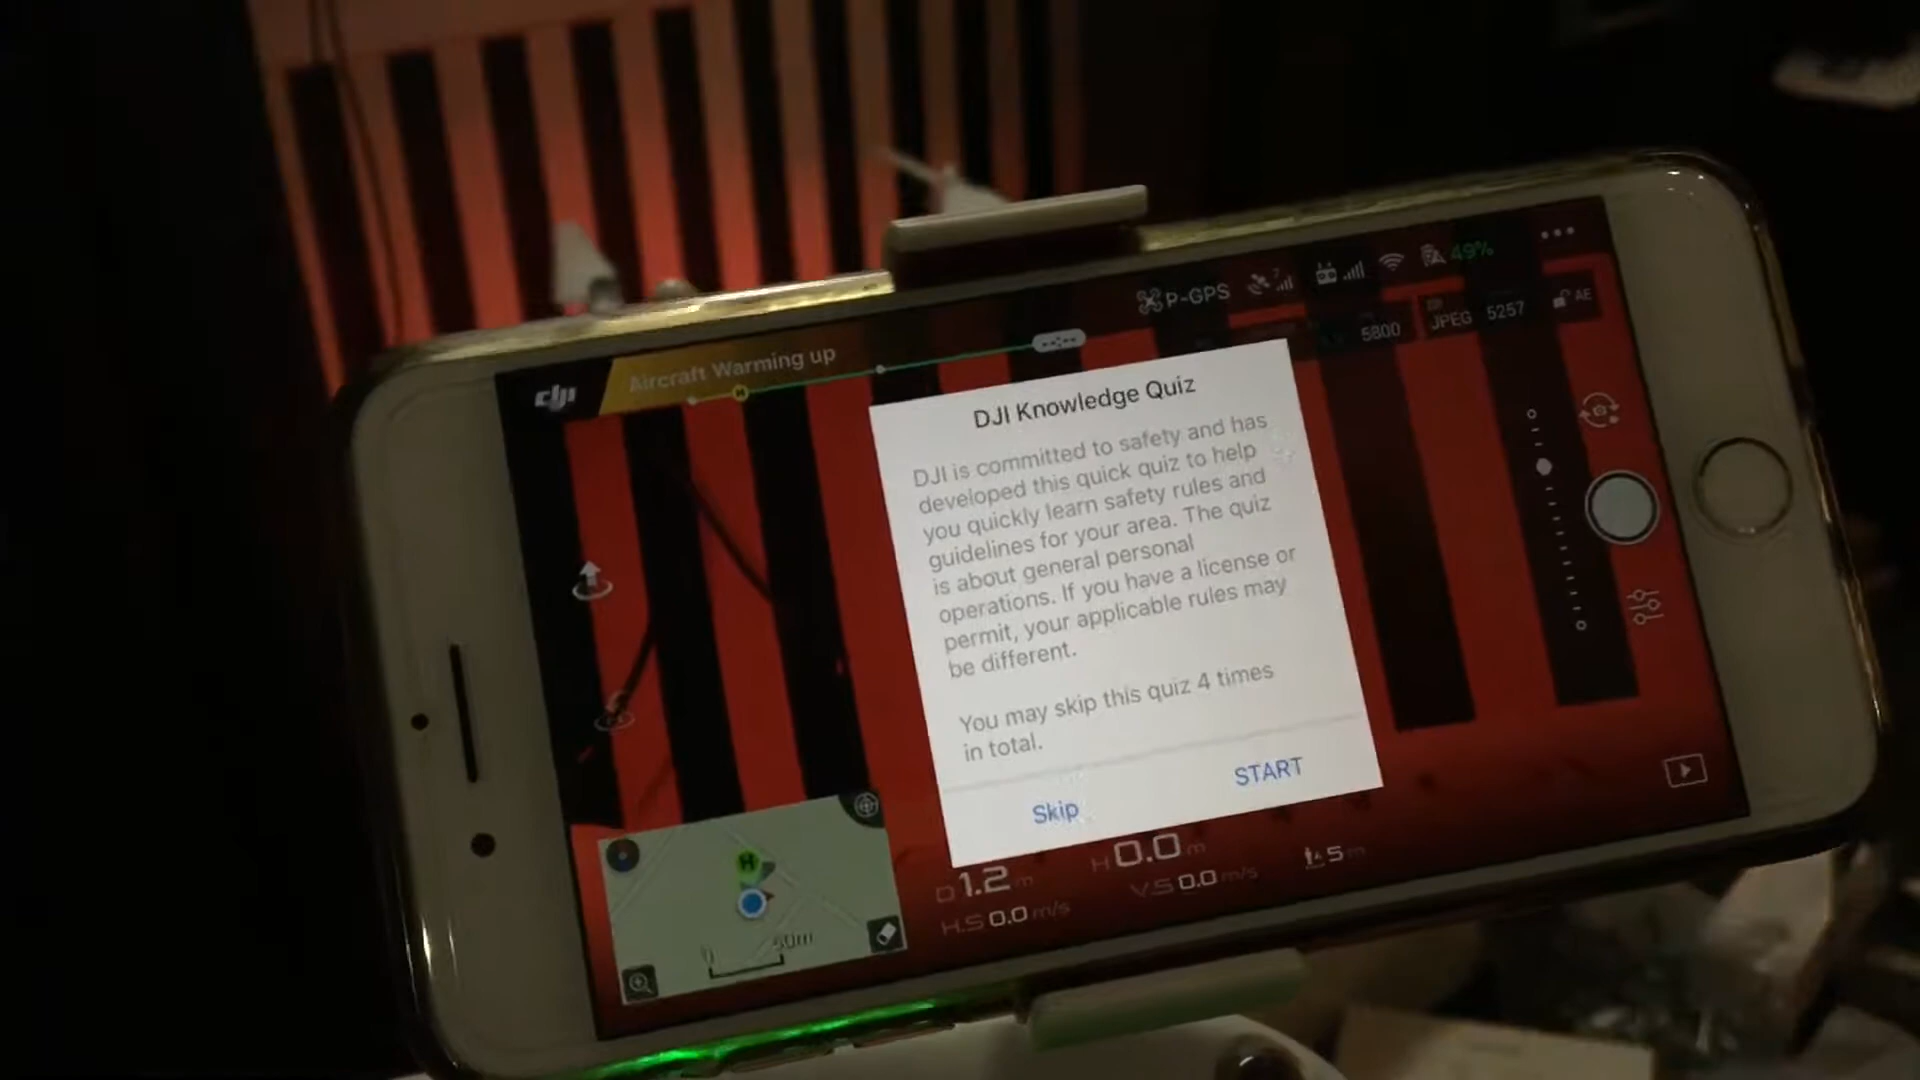 dji
Aircraft Warming up
P-GPS
7
49%
5800
JPEG 5257
AE
DJI Knowledge Quiz
DJI is committed to safety and has
developed this quick quiz to help
you quickly learn safety rules and
guidelines for your area. The quiz
is about general personal
operations. If you have a license or
permit, your applicable rules may
be different.
You may skip this quiz 4 times
in total.
Skip
START
H
D 1.2 m
H 0.0 m
H.S 0.0 m/s
V.S 0.0 m/s
5 m